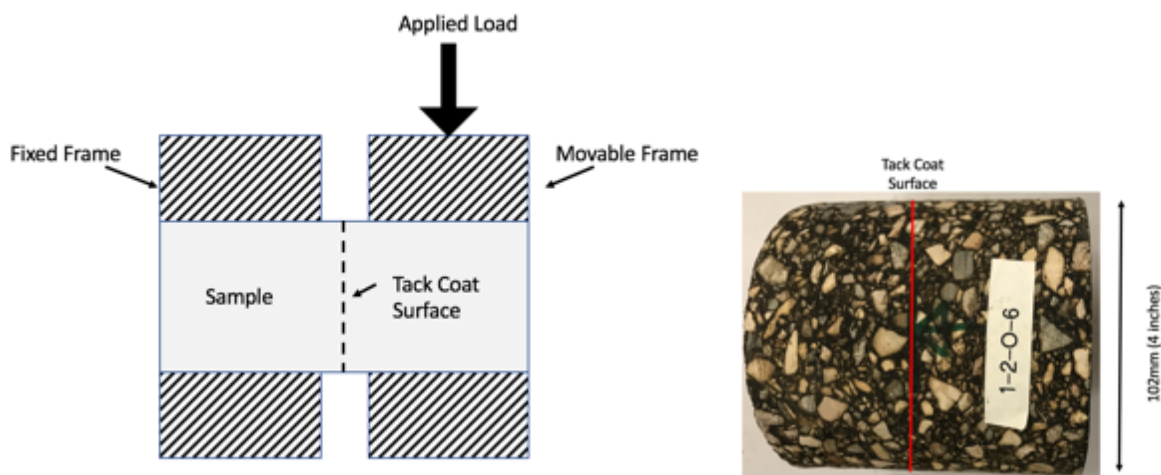 Applied Load
Fixed Frame
Movable Frame
Sample
Tack Coat
Surface
Tack Coat
Surface
1-2-0-6
102mm (4 inches)